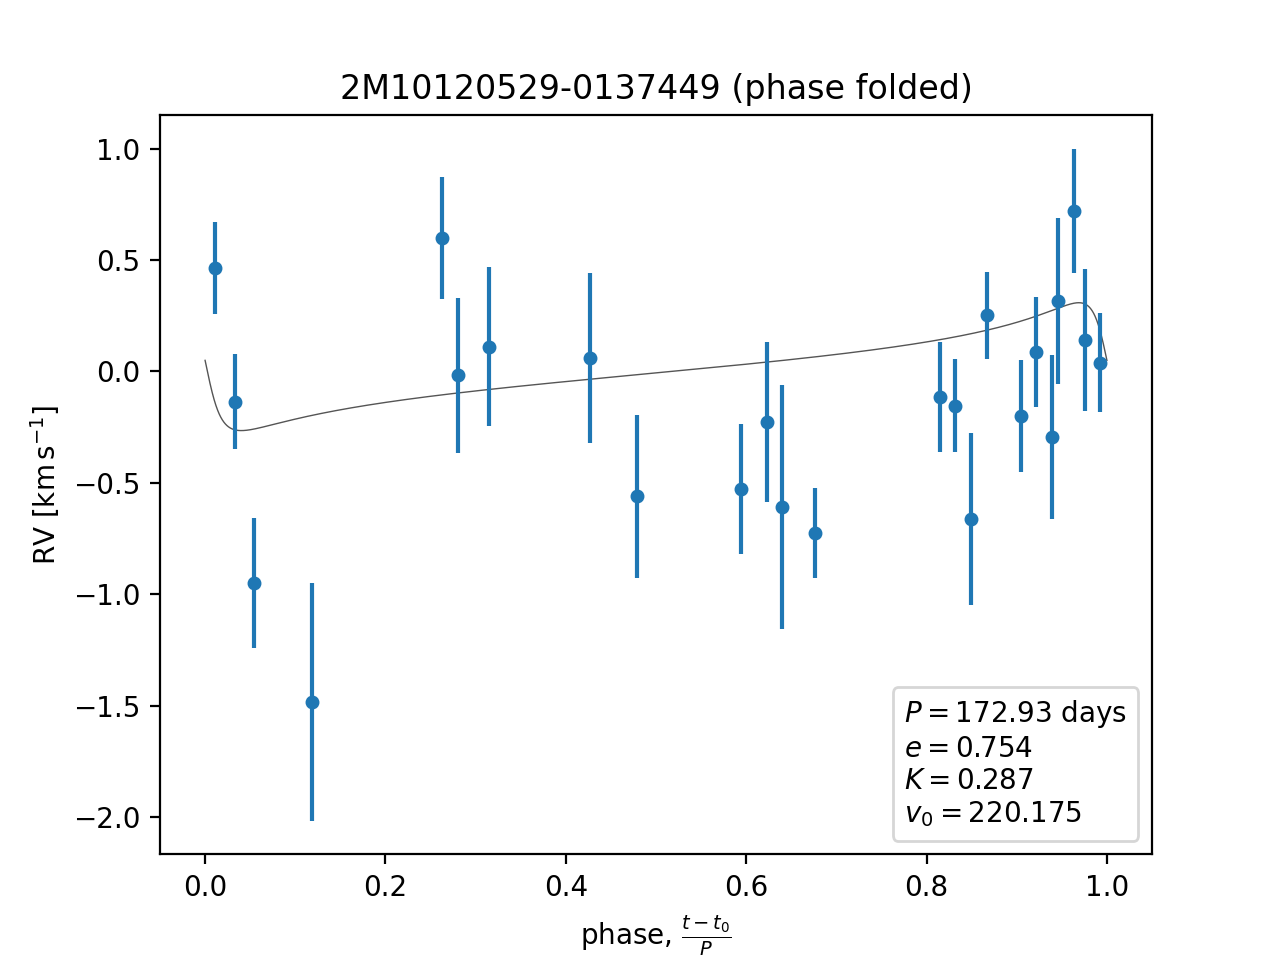 2M10120529-0137449 (phase folded)
RV [km s⁻¹]
1.0
0.5
0.0
−0.5
−1.0
−1.5
−2.0
P = 172.93 days
e = 0.754
K = 0.287
v₀ = 220.175
0.0 0.2 0.4 0.6 0.8 1.0
phase, (t − t₀)/P